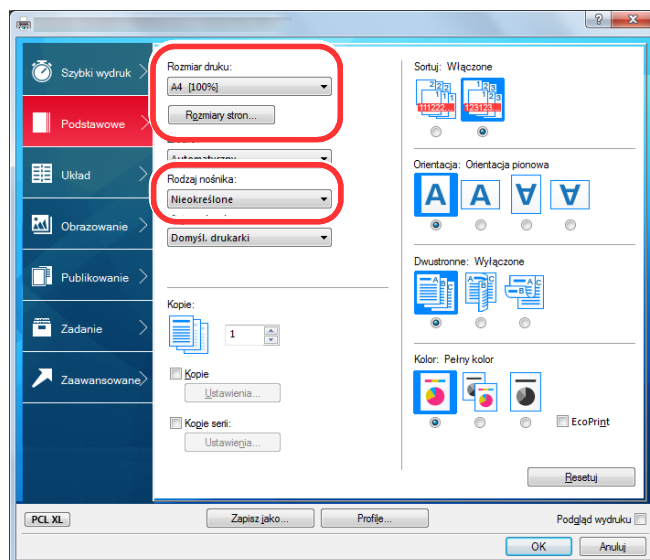 Szybki wydruk
Podstawowe
Układ
Obrazowanie
Publikowanie
Zadanie
Zaawansowane
Rozmiar druku:
A4 [100%]
Rozmiary stron...
Automatyczny
Rodzaj nośnika:
Nieokreślone
Domyśl. drukarki
Kopie:
1
Kopie
Ustawienia...
Kopie serii:
Ustawienia...
Sortuj: Włączone
111222...
123123...
Orientacja: Orientacja pionowa
A A A A
Dwustronne: Wyłączone
A B C A B C A B C
Kolor: Pełny kolor
EcoPrint
Resetuj
PCL XL
Zapisz jako...
Profile...
Podgląd wydruku
OK
Anuluj